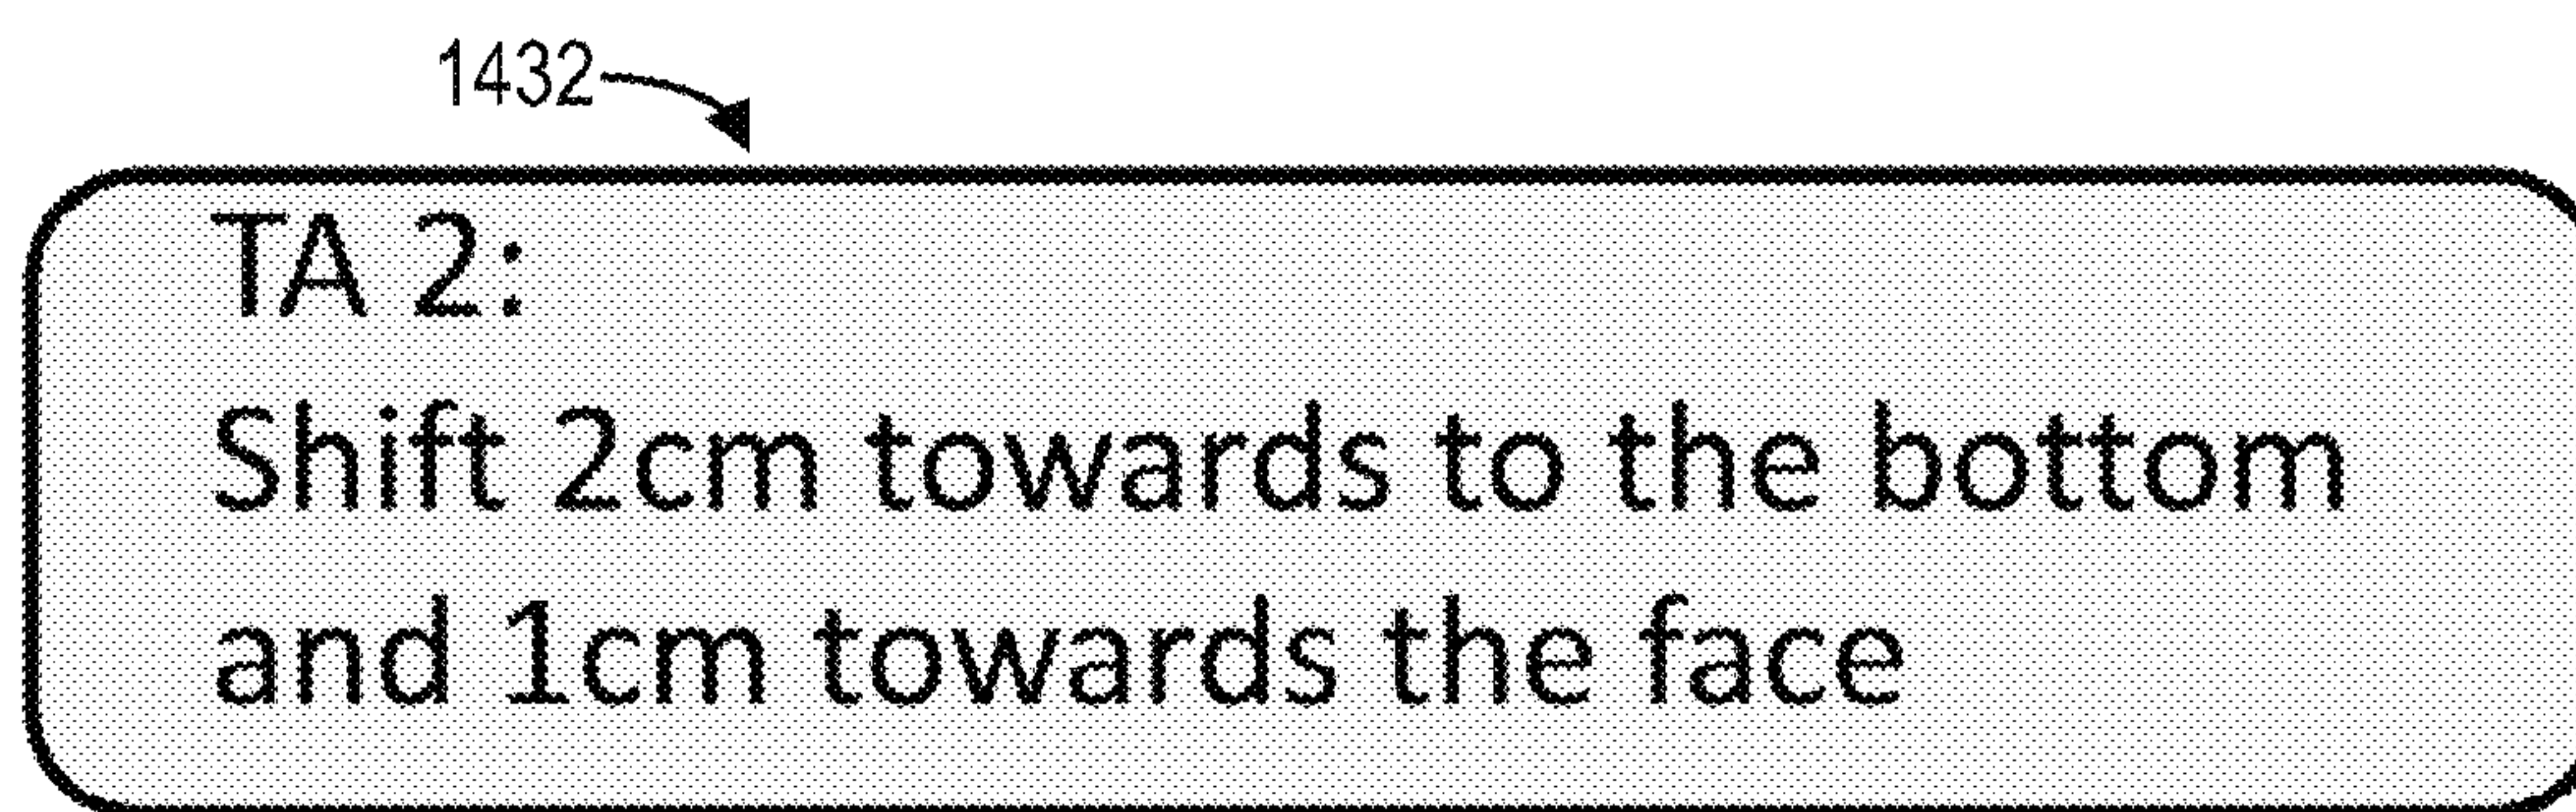 1432
TA 2:
Shift 2cm towards to the bottom
and 1cm towards the face